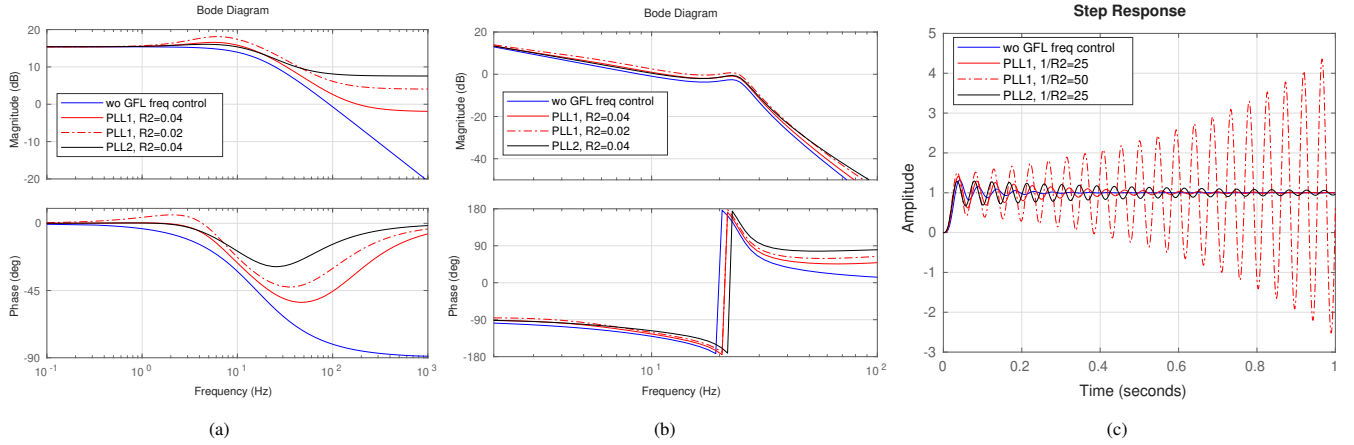 Bode Diagram
Magnitude (dB)
20
10
0
-10
-20
wo GFL freq control
PLL1, R2=0.04
PLL1, R2=0.02
PLL2, R2=0.04
Phase (deg)
0
-45
-90
10^-1
10^0
10^1
10^2
10^3
Frequency (Hz)
(a)
Bode Diagram
Magnitude (dB)
20
0
-20
-40
wo GFL freq control
PLL1, R2=0.04
PLL1, R2=0.02
PLL2, R2=0.04
Phase (deg)
180
90
0
-90
-180
10^1
10^2
Frequency (Hz)
(b)
Step Response
Amplitude
5
4
3
2
1
0
-1
-2
-3
wo GFL freq control
PLL1, 1/R2=25
PLL1, 1/R2=50
PLL2, 1/R2=25
0 0.2 0.4 0.6 0.8 1
Time (seconds)
(c)